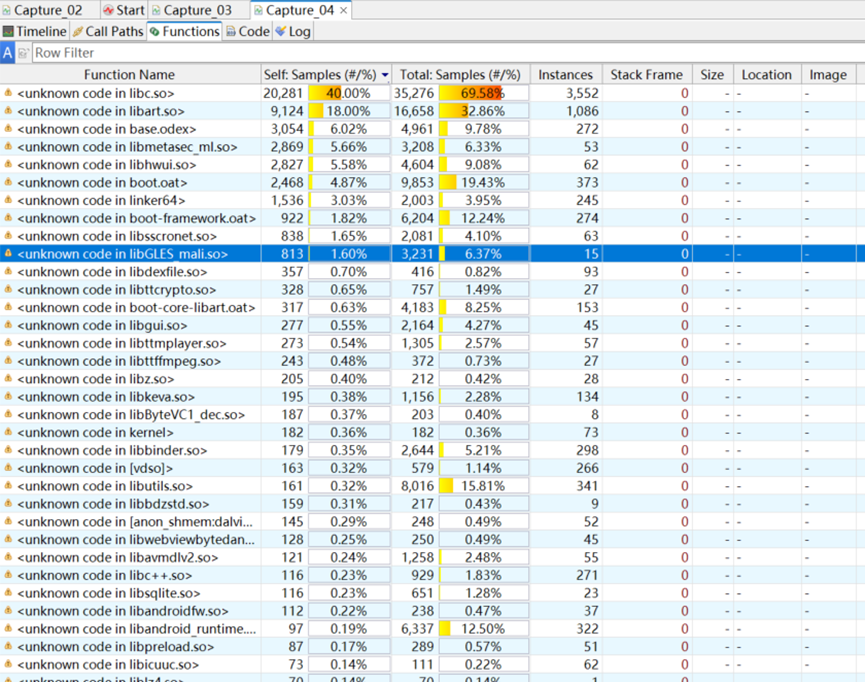 Capture_02 Start Capture_03 Capture_04
Timeline Call Paths Functions Code Log
A Row Filter
Function Name Self: Samples (#/%) Total: Samples (#/%) Instances Stack Frame Size Location Image
<unknown code in libc.so> 20,281 40.00% 35,276 69.58% 3,552 0 - - -
<unknown code in libart.so> 9,124 18.00% 16,658 32.86% 1,086 0 - - -
<unknown code in base.odex> 3,054 6.02% 4,961 9.78% 272 0 - - -
<unknown code in libmetasec_ml.so> 2,869 5.66% 3,208 6.33% 53 0 - - -
<unknown code in libhwui.so> 2,827 5.58% 4,604 9.08% 62 0 - - -
<unknown code in boot.oat> 2,468 4.87% 9,853 19.43% 373 0 - - -
<unknown code in linker64> 1,536 3.03% 2,003 3.95% 245 0 - - -
<unknown code in boot-framework.oat> 922 1.82% 6,204 12.24% 274 0 - - -
<unknown code in libsscronet.so> 838 1.65% 2,081 4.10% 63 0 - - -
<unknown code in libGLES_mali.so> 813 1.60% 3,231 6.37% 15 0 - - -
<unknown code in libdexfile.so> 357 0.70% 416 0.82% 93 0 - - -
<unknown code in libttcrypto.so> 328 0.65% 757 1.49% 27 0 - - -
<unknown code in boot-core-libart.oat> 317 0.63% 4,183 8.25% 153 0 - - -
<unknown code in libgui.so> 277 0.55% 2,164 4.27% 45 0 - - -
<unknown code in libttmplayer.so> 273 0.54% 1,305 2.57% 57 0 - - -
<unknown code in libttffmpeg.so> 243 0.48% 372 0.73% 27 0 - - -
<unknown code in libz.so> 205 0.40% 212 0.42% 28 0 - - -
<unknown code in libkeva.so> 195 0.38% 1,156 2.28% 134 0 - - -
<unknown code in libByteVC1_dec.so> 187 0.37% 203 0.40% 8 0 - - -
<unknown code in kernel> 182 0.36% 182 0.36% 73 0 - - -
<unknown code in libbinder.so> 179 0.35% 2,644 5.21% 298 0 - - -
<unknown code in [vdso]> 163 0.32% 579 1.14% 266 0 - - -
<unknown code in libutils.so> 161 0.32% 8,016 15.81% 341 0 - - -
<unknown code in libbdzstd.so> 159 0.31% 217 0.43% 9 0 - - -
<unknown code in [anon_shmem:dalvi... 145 0.29% 248 0.49% 52 0 - - -
<unknown code in libwebviewbytedan... 128 0.25% 250 0.49% 45 0 - - -
<unknown code in libavmdlv2.so> 121 0.24% 1,258 2.48% 55 0 - - -
<unknown code in libc++.so> 116 0.23% 929 1.83% 271 0 - - -
<unknown code in libsqlite.so> 116 0.23% 651 1.28% 23 0 - - -
<unknown code in libandroidfw.so> 112 0.22% 238 0.47% 37 0 - - -
<unknown code in libandroid_runtime.... 97 0.19% 6,337 12.50% 322 0 - - -
<unknown code in libpreload.so> 87 0.17% 289 0.57% 51 0 - - -
<unknown code in libicuuc.so> 73 0.14% 111 0.22% 62 0 - - -
<unknown code in liblz4.so> 70 0.14% 70 0.14% 1 0 - - -